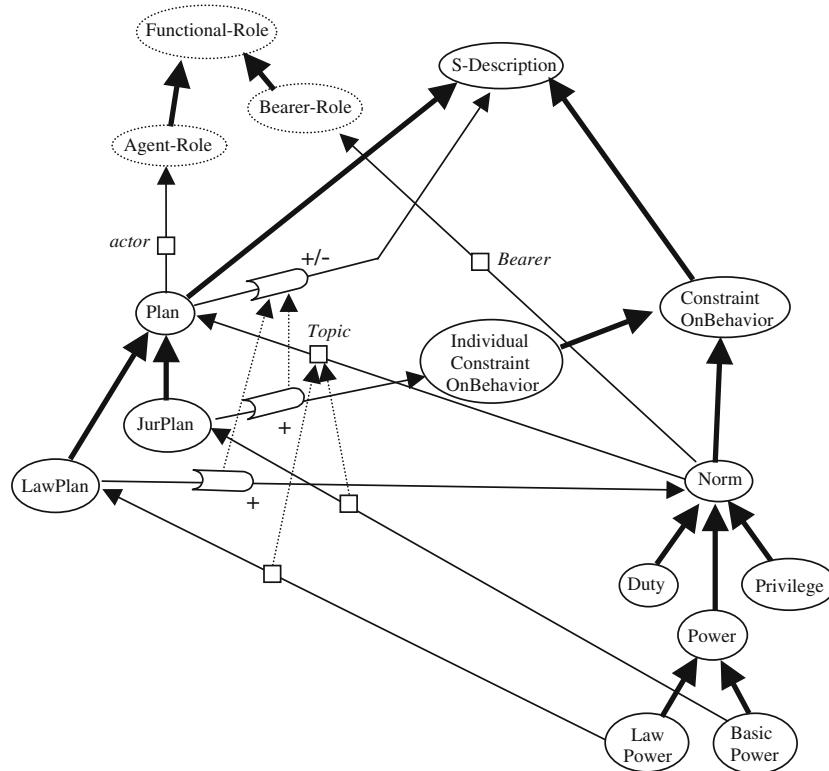 Functional-Role
S-Description
Bearer-Role
Agent-Role
actor
+/-
Bearer
Plan
Topic
Constraint
OnBehavior
Individual
Constraint
OnBehavior
JurPlan
+
LawPlan
+
Norm
Duty
Privilege
Power
Law
Power
Basic
Power